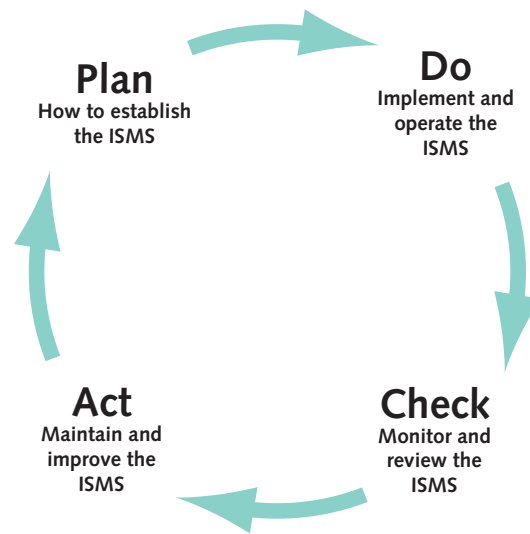 Plan
How to establish
the ISMS
Do
Implement and
operate the
ISMS
Check
Monitor and
review the
ISMS
Act
Maintain and
improve the
ISMS